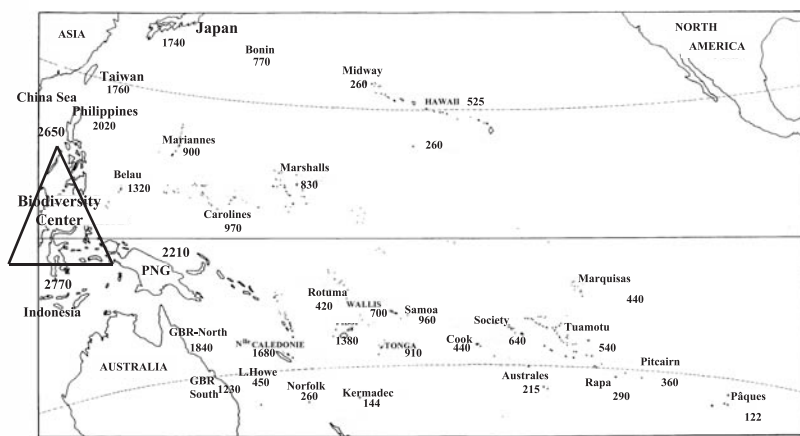 ASIA
Japan
1740
Bonin
770
NORTH
AMERICA
Taiwan
1760
Midway
260
HAWAII 525
China Sea
Philippines
2020
2650
Mariannes
900
260
Belau
1320
Marshalls
830
Biodiversity
Center
Carolines
970
2210
PNG
2770
Indonesia
Rotuma
420
WALLIS
700
Samoa
960
Marquisas
440
GBR-North
1840
Nlle CALEDONIE
1680
1380
TONGA
910
Cook
440
Society
640
Tuamotu
540
AUSTRALIA
GBR
South
1230
L.Howe
450
Norfolk
260
Kermadec
144
Australes
215
Rapa
290
Pitcairn
360
Pâques
122